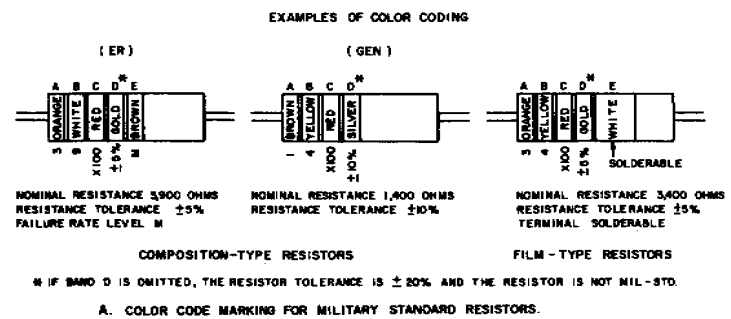 EXAMPLES OF COLOR CODING
(ER)
(GEN)
A B C D* E
A B C D*
A B C D* E
ORANGE WHITE RED GOLD BROWN
BROWN YELLOW RED SILVER
ORANGE YELLOW RED GOLD WHITE
3 9 X100 ±5% M
1 4 X100 ±10%
3 4 X100 ±5%
SOLDERABLE
NOMINAL RESISTANCE 3,900 OHMS
RESISTANCE TOLERANCE ±5%
FAILURE RATE LEVEL M
NOMINAL RESISTANCE 1,400 OHMS
RESISTANCE TOLERANCE ±10%
NOMINAL RESISTANCE 3,400 OHMS
RESISTANCE TOLERANCE ±5%
TERMINAL SOLDERABLE
COMPOSITION-TYPE RESISTORS
FILM-TYPE RESISTORS
* IF BAND D IS OMITTED, THE RESISTOR TOLERANCE IS ± 20% AND THE RESISTOR IS NOT MIL-STD.
A. COLOR CODE MARKING FOR MILITARY STANDARD RESISTORS.